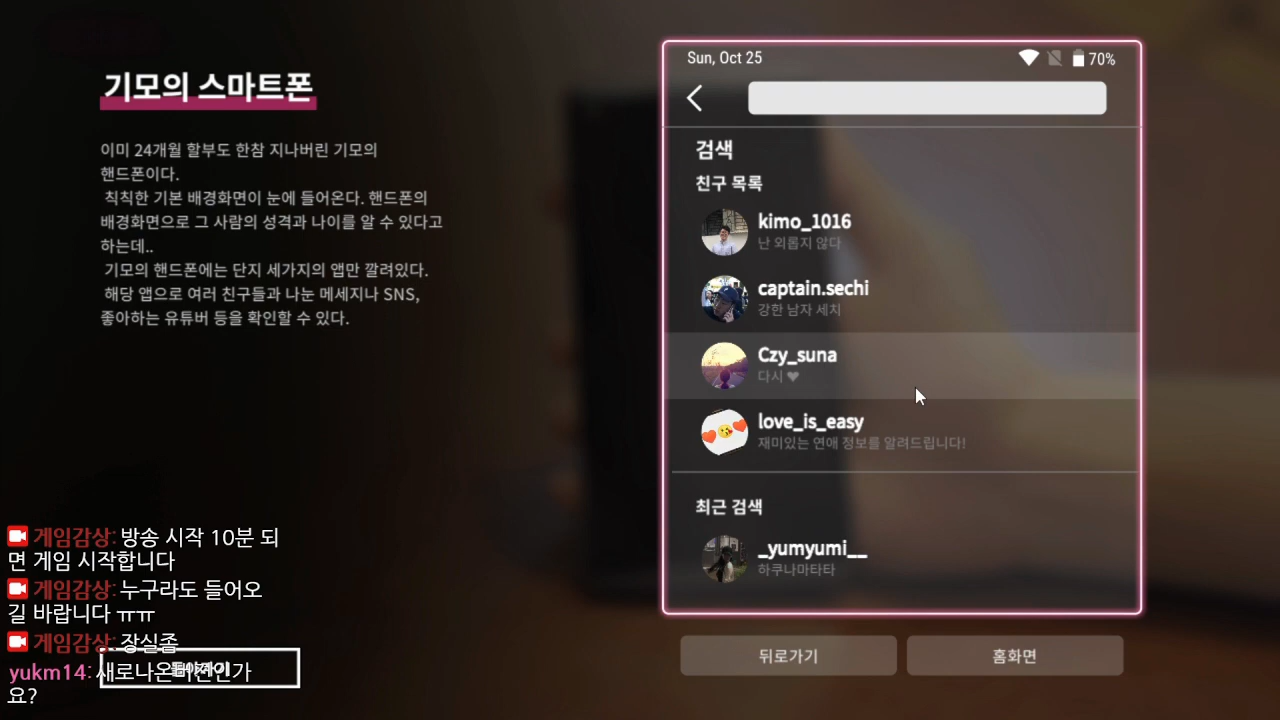 기모의 스마트폰
이미 24개월 할부도 한참 지나버린 기모의
핸드폰이다.
칙칙한 기본 배경화면이 눈에 들어온다. 핸드폰의
배경화면으로 그 사람의 성격과 나이를 알 수 있다고
하는데..
기모의 핸드폰에는 단지 세가지의 앱만 깔려있다.
해당 앱으로 여러 친구들과 나눈 메세지나 SNS,
좋아하는 유튜버 등을 확인할 수 있다.
게임감상: 방송 시작 10분 되
면 게임 시작합니다
게임감상: 누구라도 들어오
길 바랍니다 ㅠㅠ
게임감상: 장실좀
yukm14: 새로나온버전인가
요?
돌아가기
Sun, Oct 25
70%
검색
친구 목록
kimo_1016
난 외롭지 않다
captain.sechi
강한 남자 세치
Czy_suna
다시 ♥
love_is_easy
재미있는 연애 정보를 알려드립니다!
최근 검색
_yumyumi__
하쿠나마타타
뒤로가기
홈화면